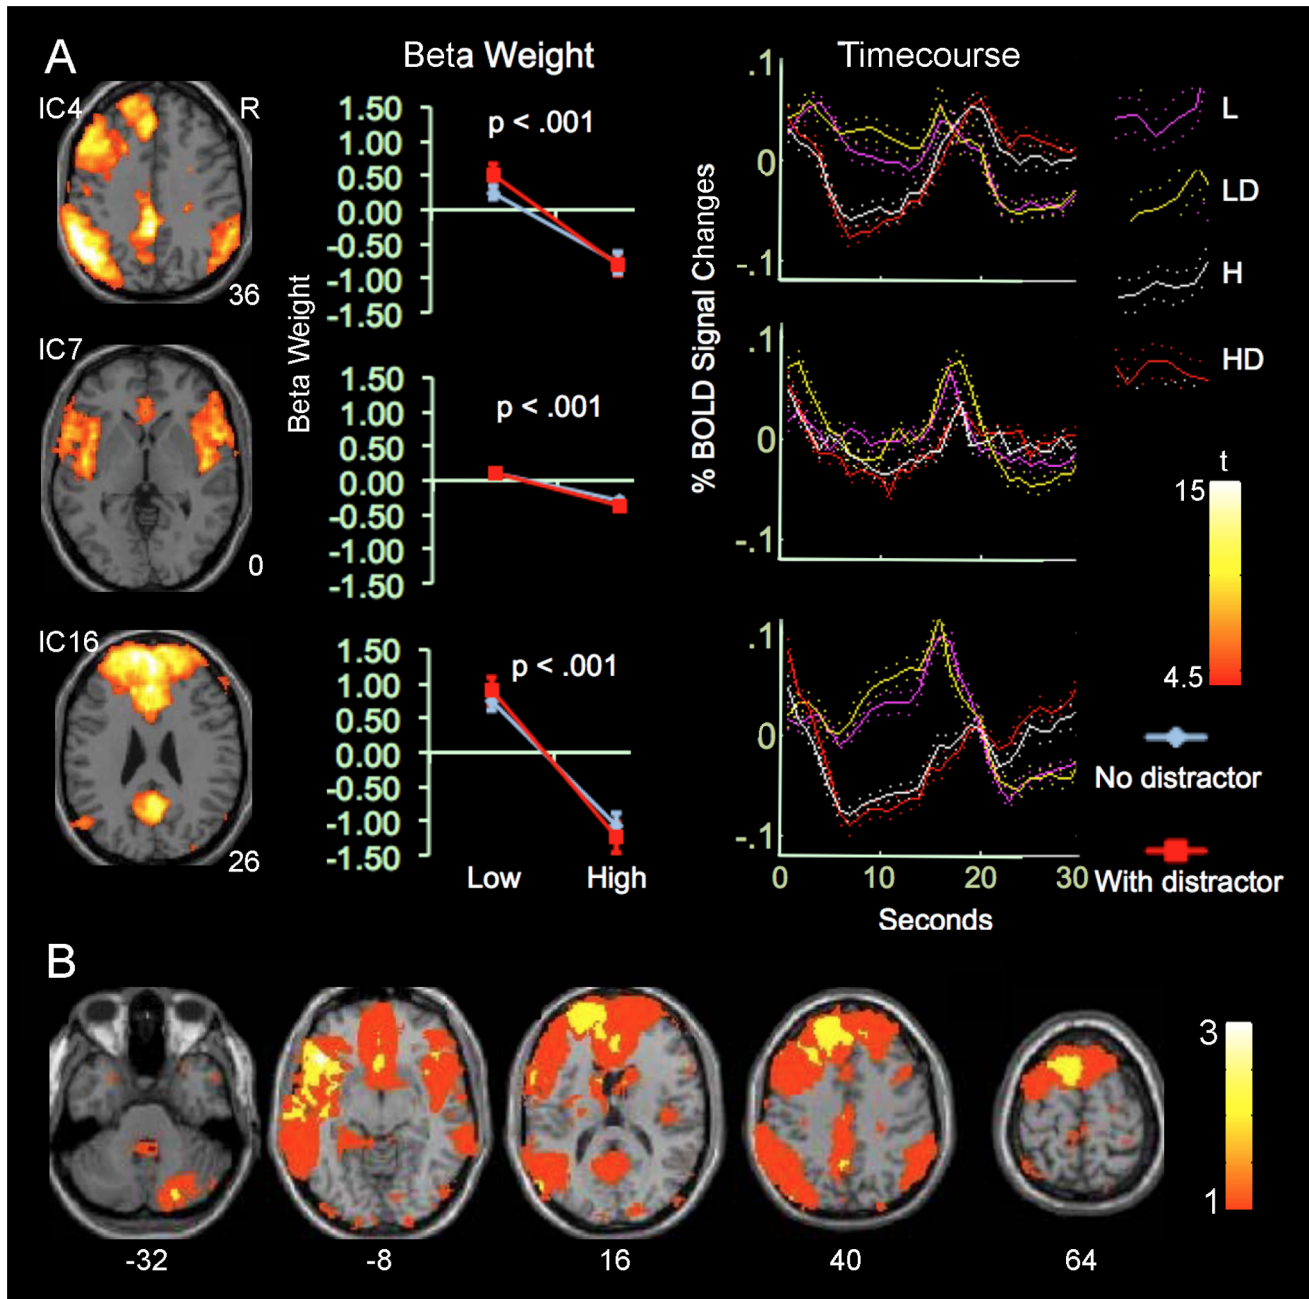 A
Beta Weight
Timecourse
IC4
R
36
1.50
1.00
0.50
0.00
-0.50
-1.00
-1.50
p < .001
.1
0
-.1
L
LD
H
HD
Beta Weight
% BOLD Signal Changes
IC7
0
1.50
1.00
0.50
0.00
-0.50
-1.00
-1.50
p < .001
.1
0
-.1
t
15
4.5
IC16
26
1.50
1.00
0.50
0.00
-0.50
-1.00
-1.50
p < .001
Low
High
.1
0
-.1
0
10
20
30
Seconds
No distractor
With distractor
B
-32
-8
16
40
64
3
1